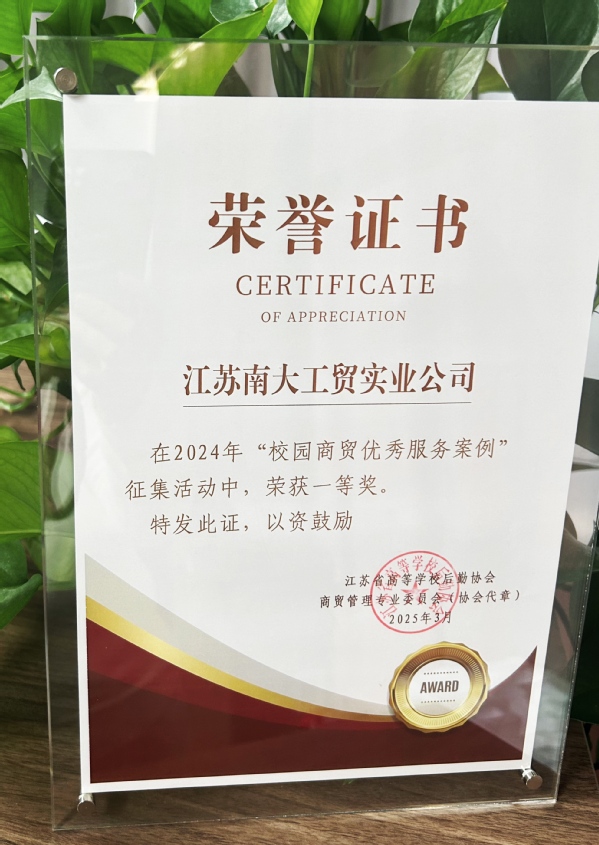 荣誉证书
CERTIFICATE
OF APPRECIATION
江苏南大工贸实业公司
在2024年“校园商贸优秀服务案例”
征集活动中，荣获一等奖。
特发此证，以资鼓励
江苏省高等学校后勤协会
商贸管理专业委员会（协会代章）
2025年3月
AWARD